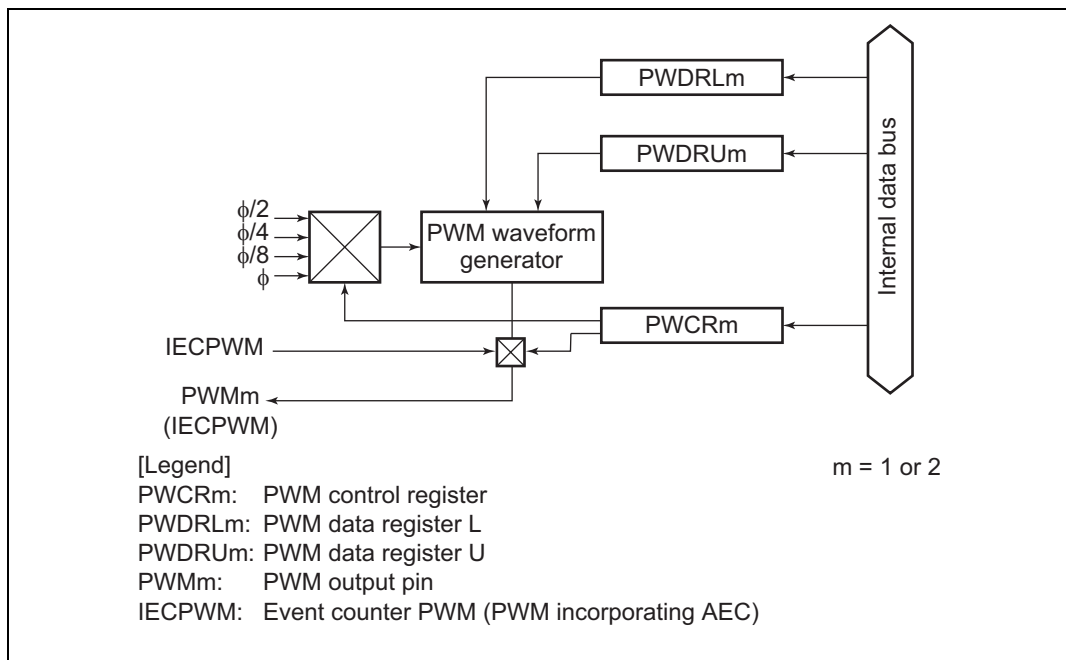 PWDRLm
PWDRUm
Internal data bus
ϕ/2
ϕ/4
ϕ/8
ϕ
PWM waveform
generator
PWCRm
IECPWM
PWMm
(IECPWM)
[Legend]
m = 1 or 2
PWCRm: PWM control register
PWDRLm: PWM data register L
PWDRUm: PWM data register U
PWMm: PWM output pin
IECPWM: Event counter PWM (PWM incorporating AEC)